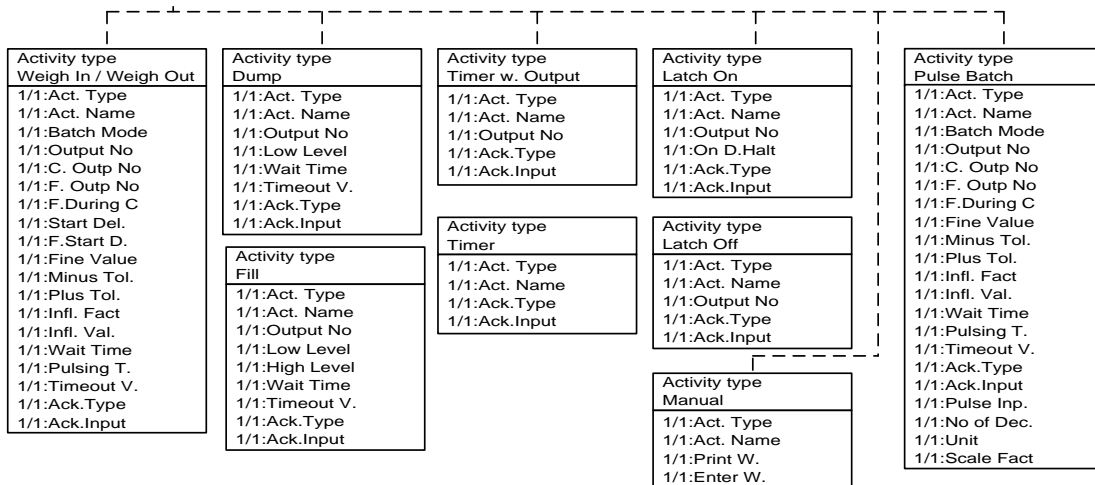 Activity type
Weigh In / Weigh Out
1/1:Act. Type
1/1:Act. Name
1/1:Batch Mode
1/1:Output No
1/1:C. Outp No
1/1:F. Outp No
1/1:F.During C
1/1:Start Del.
1/1:F.Start D.
1/1:Fine Value
1/1:Minus Tol.
1/1:Plus Tol.
1/1:Infl. Fact
1/1:Infl. Val.
1/1:Wait Time
1/1:Pulsing T.
1/1:Timeout V.
1/1:Ack.Type
1/1:Ack.Input
Activity type
Dump
1/1:Act. Type
1/1:Act. Name
1/1:Output No
1/1:Low Level
1/1:Wait Time
1/1:Timeout V.
1/1:Ack.Type
1/1:Ack.Input
Activity type
Fill
1/1:Act. Type
1/1:Act. Name
1/1:Output No
1/1:Low Level
1/1:High Level
1/1:Wait Time
1/1:Timeout V.
1/1:Ack.Type
1/1:Ack.Input
Activity type
Timer w. Output
1/1:Act. Type
1/1:Act. Name
1/1:Output No
1/1:Ack.Type
1/1:Ack.Input
Activity type
Timer
1/1:Act. Type
1/1:Act. Name
1/1:Ack.Type
1/1:Ack.Input
Activity type
Latch On
1/1:Act. Type
1/1:Act. Name
1/1:Output No
1/1:On D.Halt
1/1:Ack.Type
1/1:Ack.Input
Activity type
Latch Off
1/1:Act. Type
1/1:Act. Name
1/1:Output No
1/1:Ack.Type
1/1:Ack.Input
Activity type
Manual
1/1:Act. Type
1/1:Act. Name
1/1:Print W.
1/1:Enter W.
Activity type
Pulse Batch
1/1:Act. Type
1/1:Act. Name
1/1:Batch Mode
1/1:Output No
1/1:C. Outp No
1/1:F. Outp No
1/1:F.During C
1/1:Fine Value
1/1:Minus Tol.
1/1:Plus Tol.
1/1:Infl. Fact
1/1:Infl. Val.
1/1:Wait Time
1/1:Pulsing T.
1/1:Timeout V.
1/1:Ack.Type
1/1:Ack.Input
1/1:Pulse Inp.
1/1:No of Dec.
1/1:Unit
1/1:Scale Fact